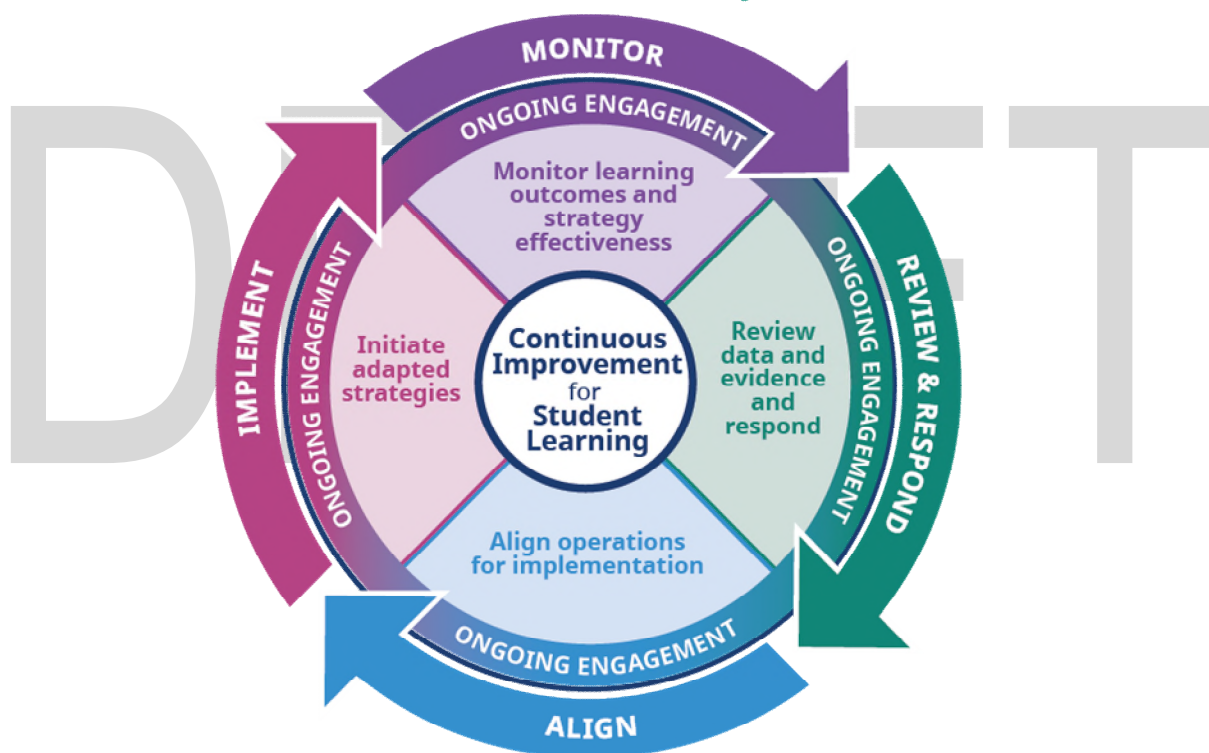 MONITOR
ONGOING ENGAGEMENT
Monitor learning
outcomes and
strategy
effectiveness
REVIEW & RESPOND
ONGOING ENGAGEMENT
Review
data and
evidence
and
respond
IMPLEMENT
ONGOING ENGAGEMENT
Initiate
adapted
strategies
Continuous
Improvement
for
Student
Learning
Align operations
for implementation
ONGOING ENGAGEMENT
ALIGN